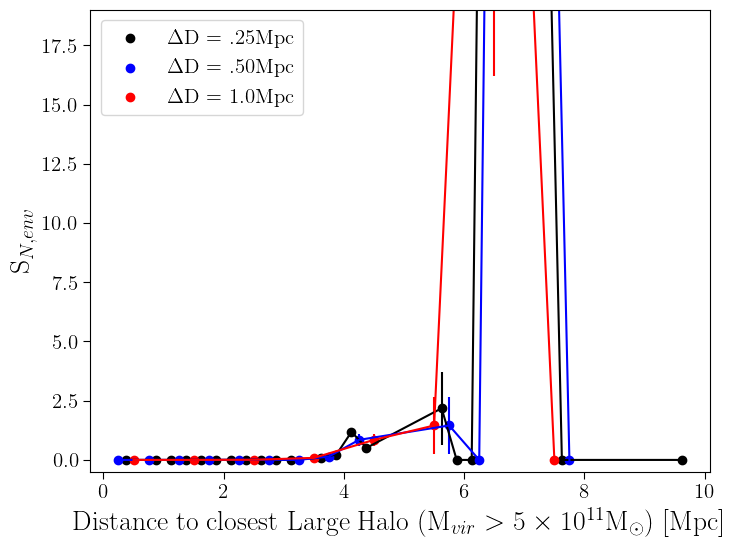 ΔD = .25Mpc
ΔD = .50Mpc
ΔD = 1.0Mpc
17.5
15.0
12.5
10.0
7.5
5.0
2.5
0.0
S_{N,env}
0 2 4 6 8 10
Distance to closest Large Halo (M_{vir} > 5 × 10^{11}M_⊙) [Mpc]